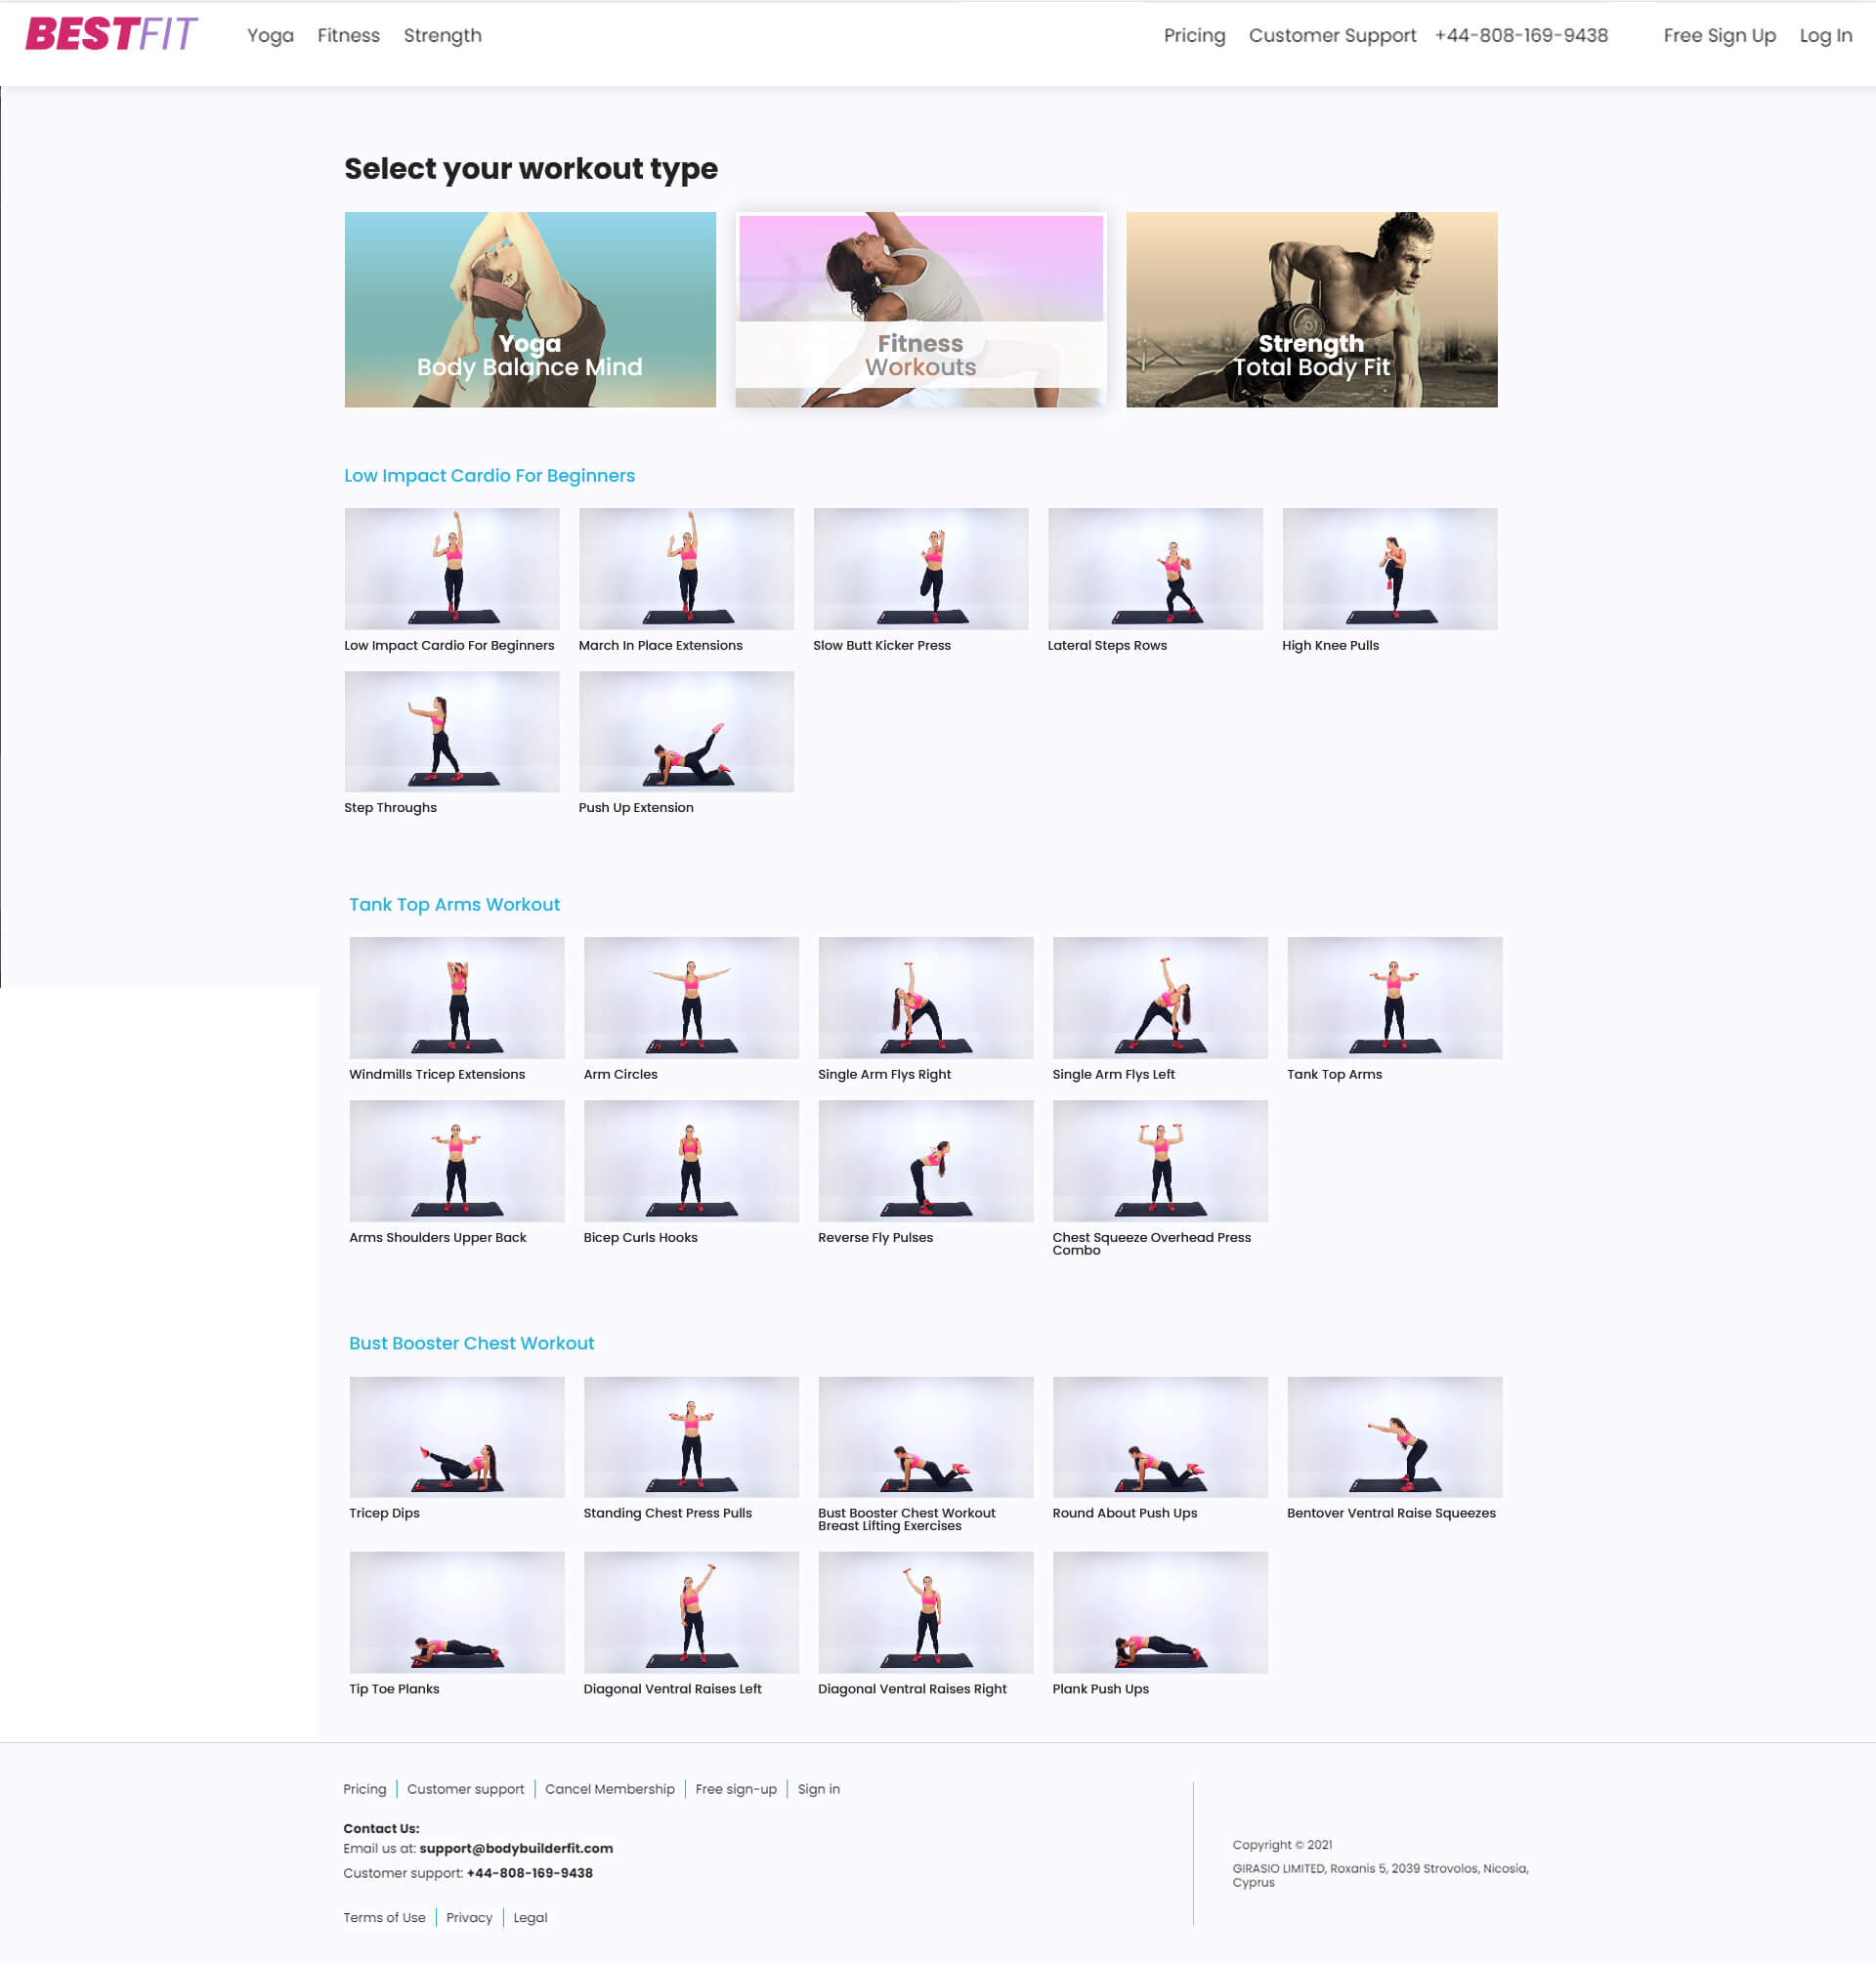 BESTFIT Yoga Fitness Strength Pricing Customer Support +44-808-169-9438 Free Sign Up Log In
Select your workout type
Yoga
Body Balance Mind
Fitness
Workouts
Strength
Total Body Fit
Low Impact Cardio For Beginners
Low Impact Cardio For Beginners
March In Place Extensions
Slow Butt Kicker Press
Lateral Steps Rows
High Knee Pulls
Step Throughs
Push Up Extension
Tank Top Arms Workout
Windmills Tricep Extensions
Arm Circles
Single Arm Flys Right
Single Arm Flys Left
Tank Top Arms
Arms Shoulders Upper Back
Bicep Curls Hooks
Reverse Fly Pulses
Chest Squeeze Overhead Press
Combo
Bust Booster Chest Workout
Tricep Dips
Standing Chest Press Pulls
Bust Booster Chest Workout
Breast Lifting Exercises
Round About Push Ups
Bentover Ventral Raise Squeezes
Tip Toe Planks
Diagonal Ventral Raises Left
Diagonal Ventral Raises Right
Plank Push Ups
Pricing | Customer support | Cancel Membership | Free sign-up | Sign in
Contact Us:
Email us at: support@bodybuilderfit.com
Customer support: +44-808-169-9438
Terms of Use | Privacy | Legal
Copyright © 2021
GIRASIO LIMITED, Roxanis 5, 2039 Strovolos, Nicosia,
Cyprus